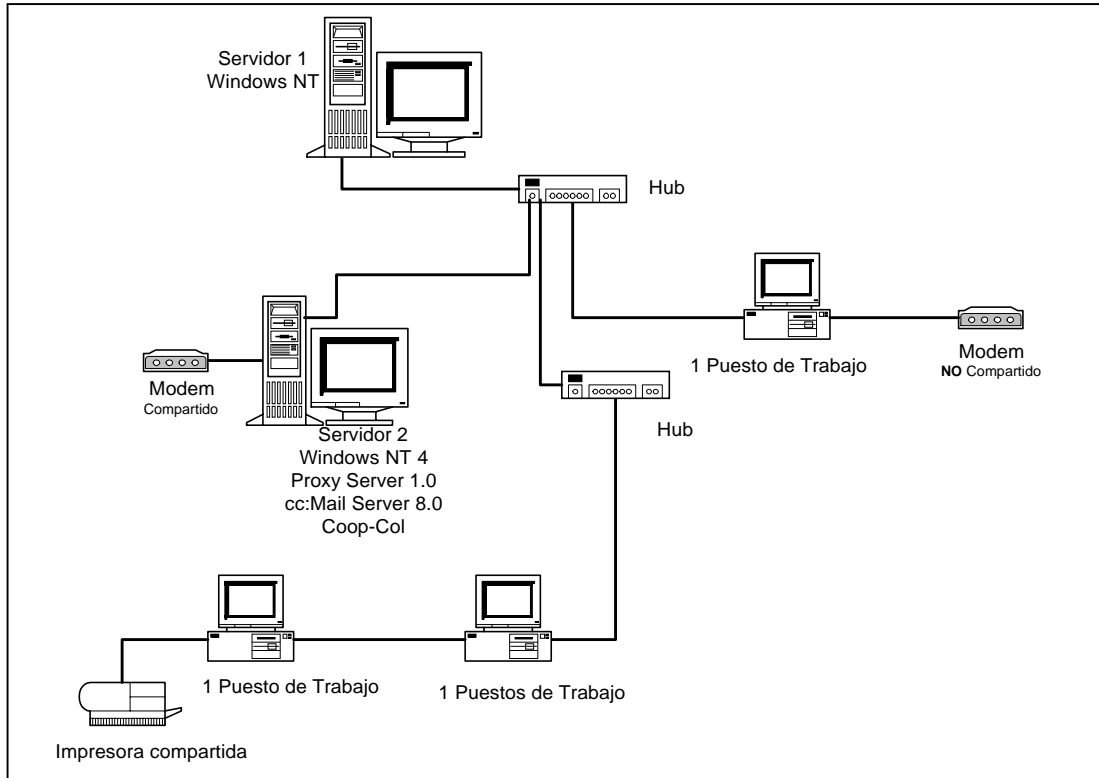 Servidor 1
Windows NT
Hub
1 Puesto de Trabajo
Modem
NO Compartido
Modem
Compartido
Hub
Servidor 2
Windows NT 4
Proxy Server 1.0
cc:Mail Server 8.0
Coop-Col
1 Puesto de Trabajo
1 Puestos de Trabajo
Impresora compartida